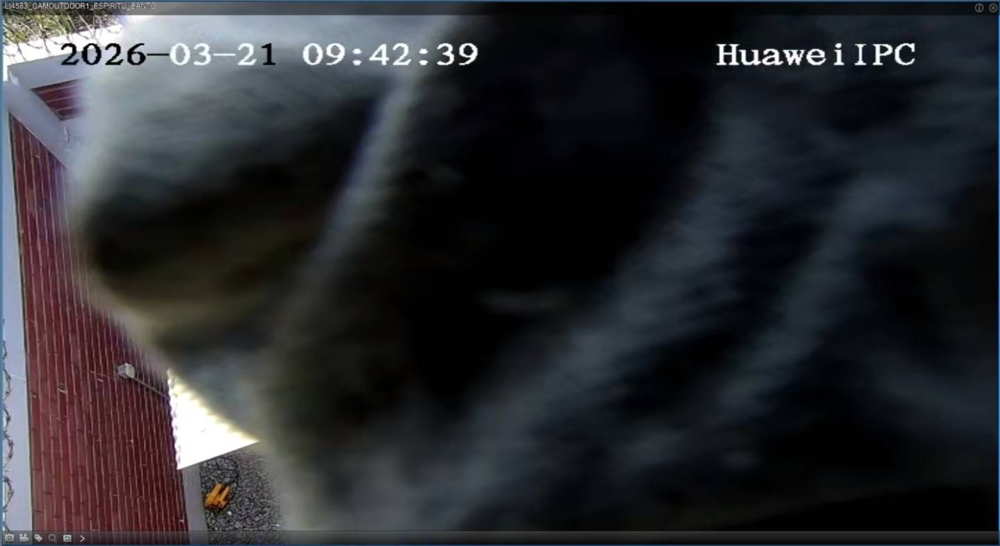 LI4583_CAMOUTDOOR1_ESPIRITU_SANTO
2026-03-21 09:42:39
HuaweiIPC